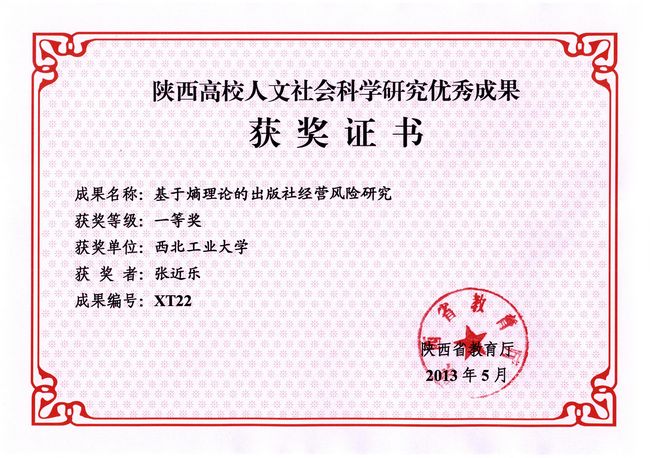 陕西高校人文社会科学研究优秀成果
获奖证书
成果名称：基于熵理论的出版社经营风险研究
获奖等级：一等奖
获奖单位：西北工业大学
获 奖 者：张近乐
成果编号：XT22
陕西省教育厅
陕西省教育厅
2013 年 5 月